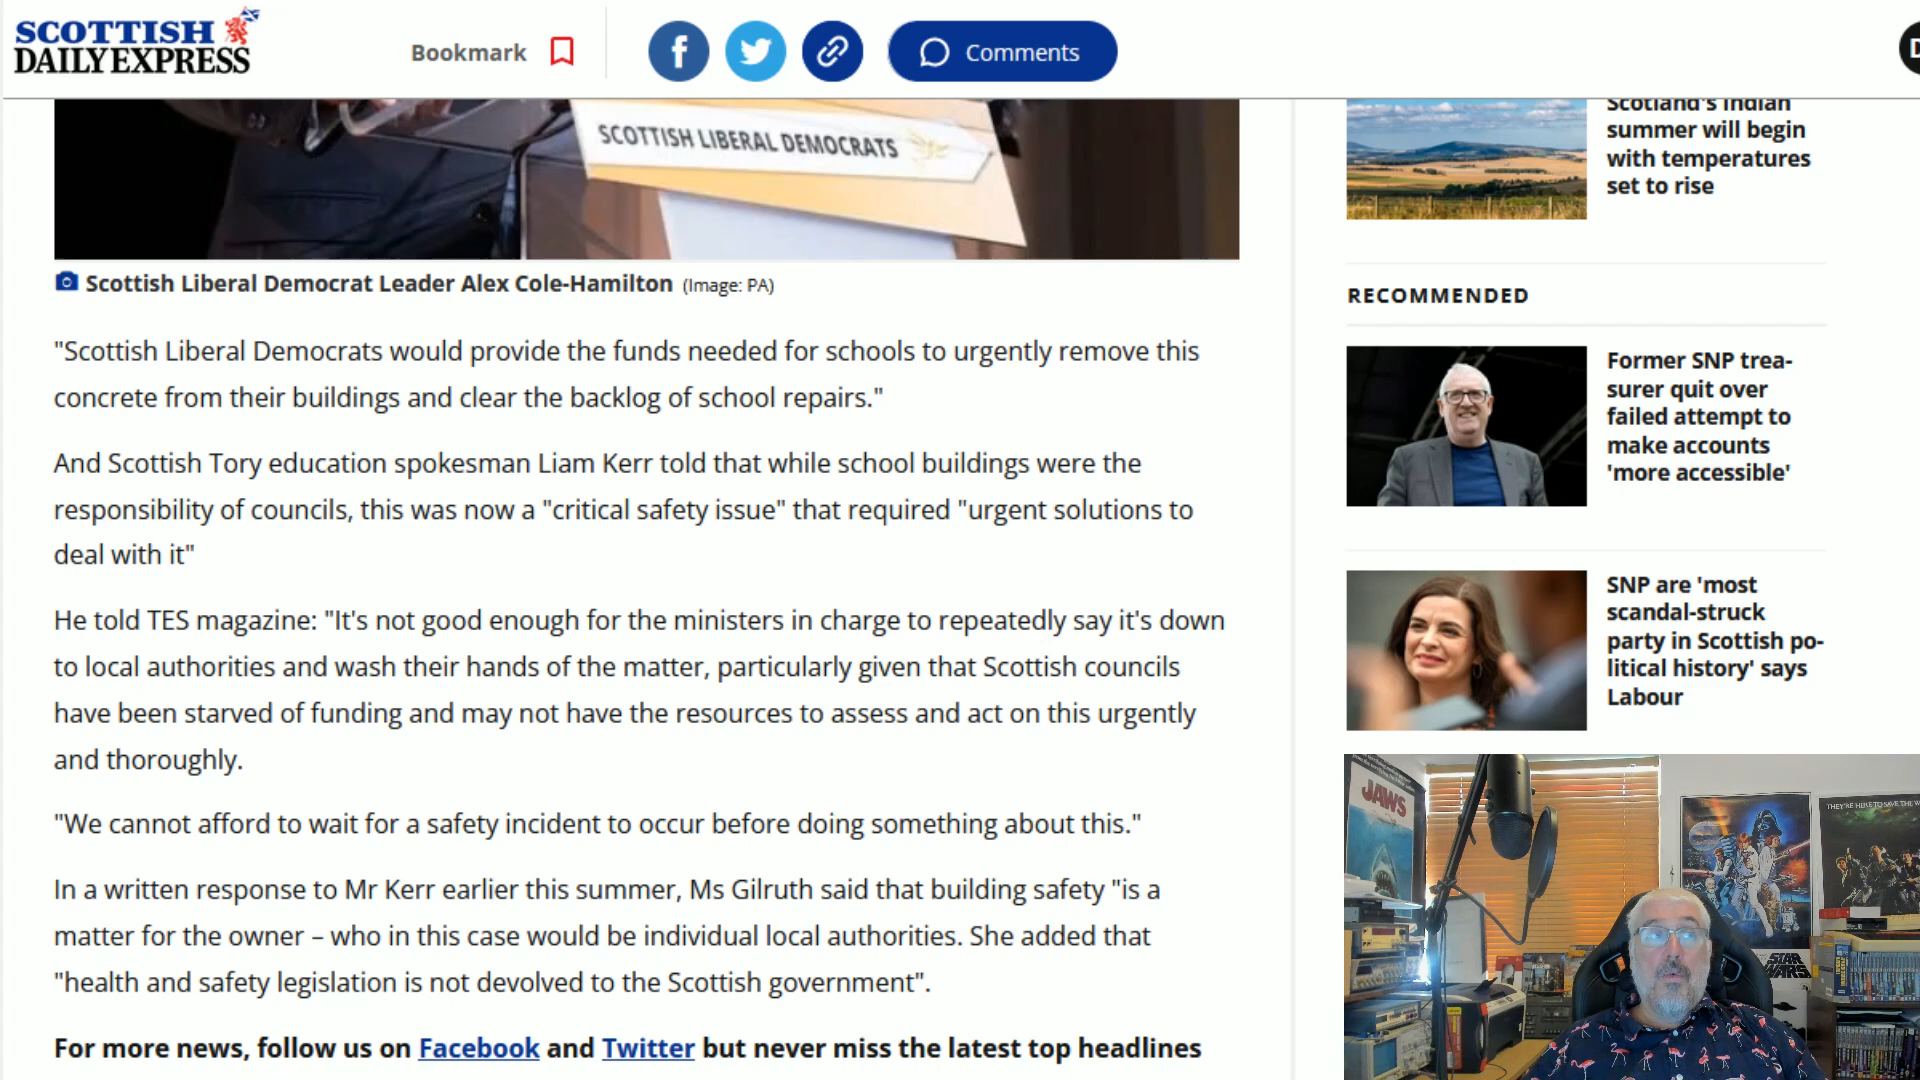 SCOTTISH
DAILY EXPRESS
Bookmark
Comments
SCOTTISH LIBERAL DEMOCRATS
Scottish Liberal Democrat Leader Alex Cole-Hamilton (Image: PA)
"Scottish Liberal Democrats would provide the funds needed for schools to urgently remove this
concrete from their buildings and clear the backlog of school repairs."
And Scottish Tory education spokesman Liam Kerr told that while school buildings were the
responsibility of councils, this was now a "critical safety issue" that required "urgent solutions to
deal with it"
He told TES magazine: "It's not good enough for the ministers in charge to repeatedly say it's down
to local authorities and wash their hands of the matter, particularly given that Scottish councils
have been starved of funding and may not have the resources to assess and act on this urgently
and thoroughly.
"We cannot afford to wait for a safety incident to occur before doing something about this."
In a written response to Mr Kerr earlier this summer, Ms Gilruth said that building safety "is a
matter for the owner – who in this case would be individual local authorities. She added that
"health and safety legislation is not devolved to the Scottish government".
For more news, follow us on Facebook and Twitter but never miss the latest top headlines
Scotland's Indian
summer will begin
with temperatures
set to rise
RECOMMENDED
Former SNP trea-
surer quit over
failed attempt to
make accounts
'more accessible'
SNP are 'most
scandal-struck
party in Scottish po-
litical history' says
Labour
JAWS
THEY'RE HERE TO SAVE THE W
STAR
WARS